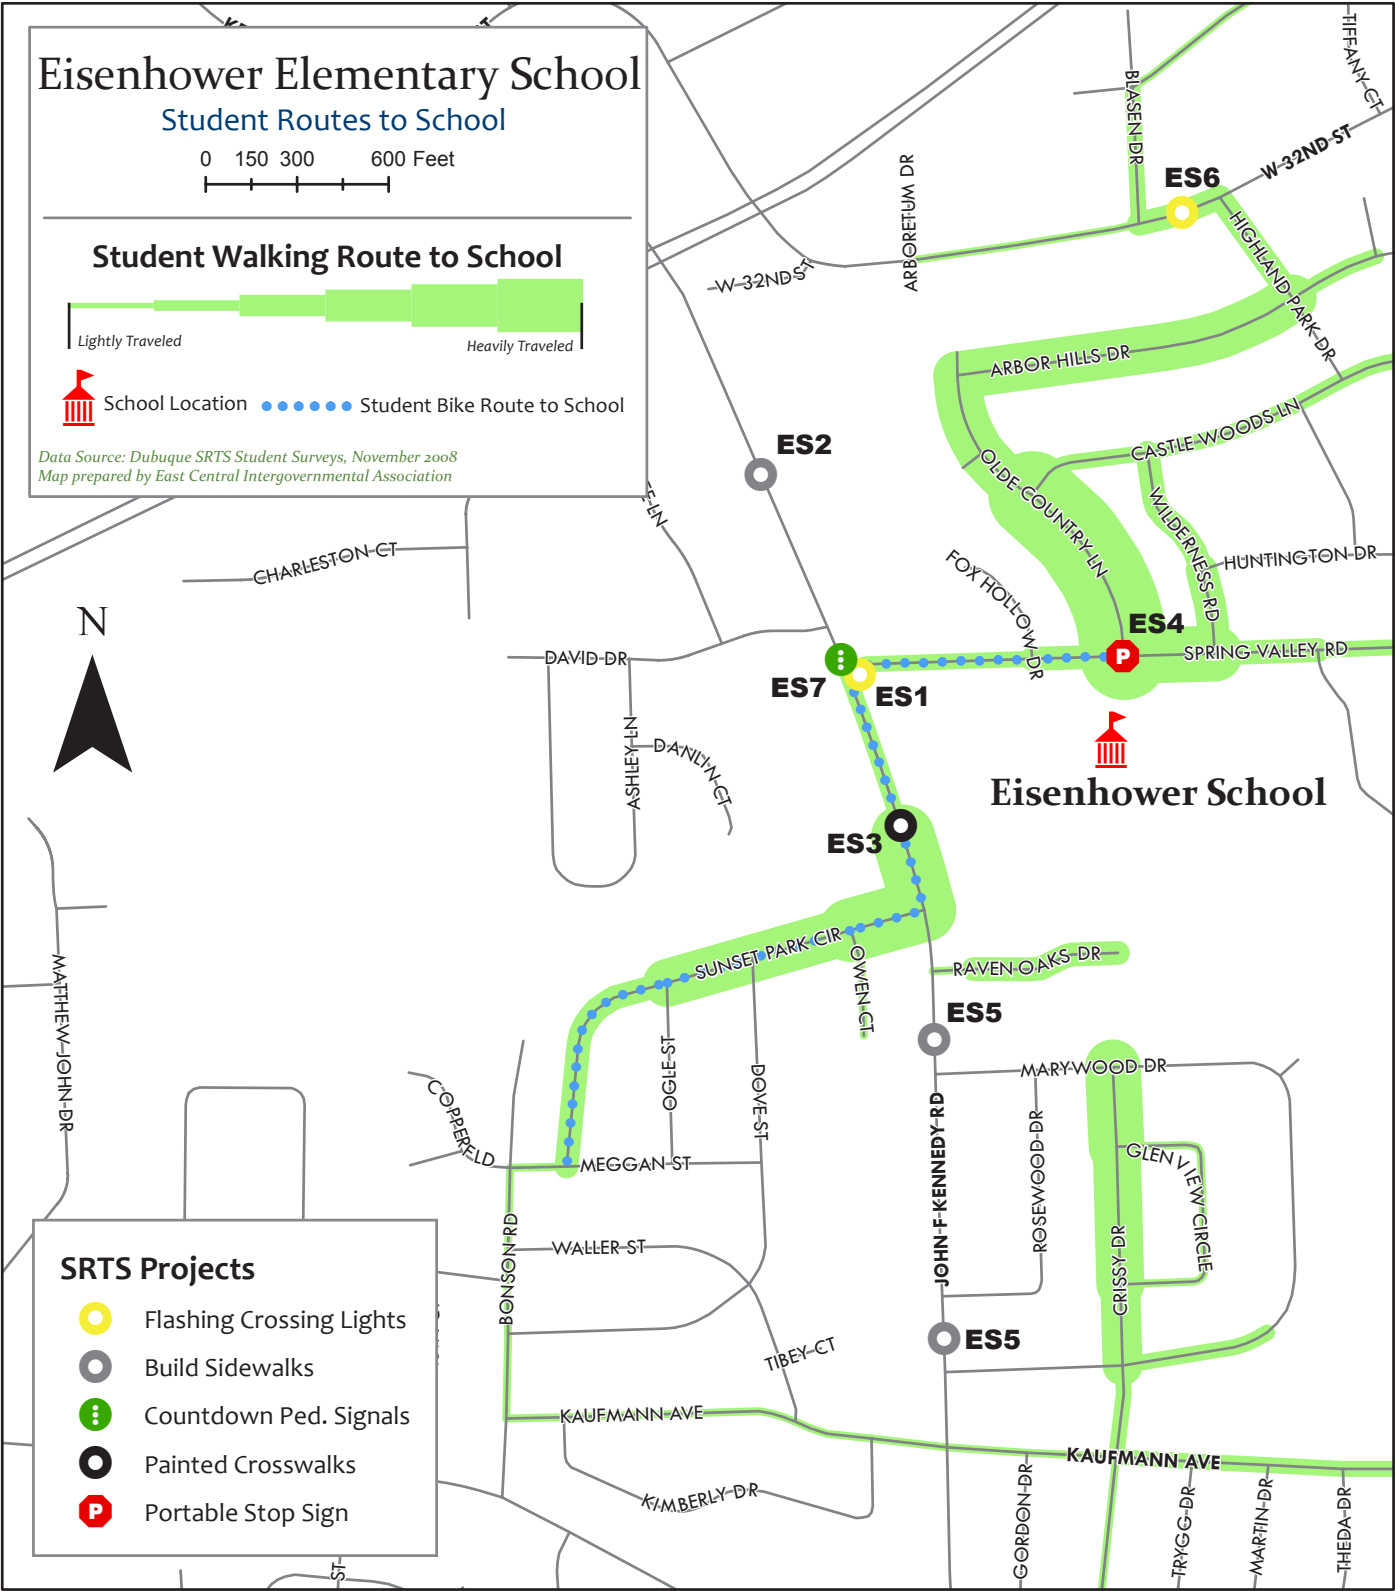 Eisenhower Elementary School
Student Routes to School
0 150 300 600 Feet
Student Walking Route to School
Lightly Traveled
Heavily Traveled
School Location
Student Bike Route to School
Data Source: Dubuque SRTS Student Surveys, November 2008
Map prepared by East Central Intergovernmental Association
BLASEN DR
TIFFANY CT
W 32ND ST
ES6
ARBORETUM DR
W 32ND ST
HIGHLAND PARK DR
ARBOR HILLS DR
CASTLE WOODS LN
ES2
OLDE COUNTRY LN
WILDERNESS RD
HUNTINGTON DR
FOX HOLLOW DR
CHARLESTON CT
N
ES4
P
SPRING VALLEY RD
DAVID DR
ES7
ES1
ASHLEY LN
DANLIN CT
Eisenhower School
ES3
SUNSET PARK CIR
OWEN CT
RAVEN OAKS DR
MATTHEW JOHN DR
ES5
OGLE ST
DOVE ST
MARYWOOD DR
COPPERFLD
MEGGAN ST
JOHN F KENNEDY RD
ROSEWOOD DR
GLEN VIEW CIRCLE
CRISSY DR
BONSON RD
WALLER ST
ES5
TIBEY CT
KAUFMANN AVE
KAUFMANN AVE
KIMBERLY DR
GORDON DR
TRYGG DR
MARTIN DR
THEDA DR
SRTS Projects
Flashing Crossing Lights
Build Sidewalks
Countdown Ped. Signals
Painted Crosswalks
P
Portable Stop Sign
ST